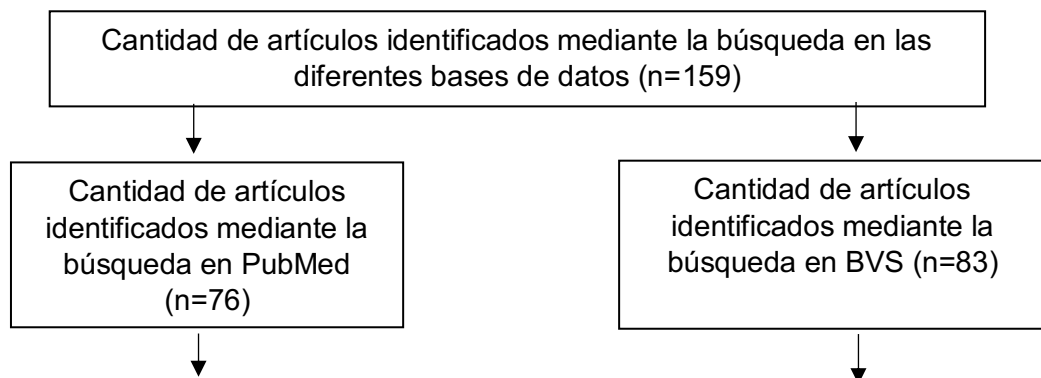 Cantidad de artículos identificados mediante la búsqueda en las
diferentes bases de datos (n=159)
Cantidad de artículos
identificados mediante la
búsqueda en PubMed
(n=76)
Cantidad de artículos
identificados mediante la
búsqueda en BVS (n=83)